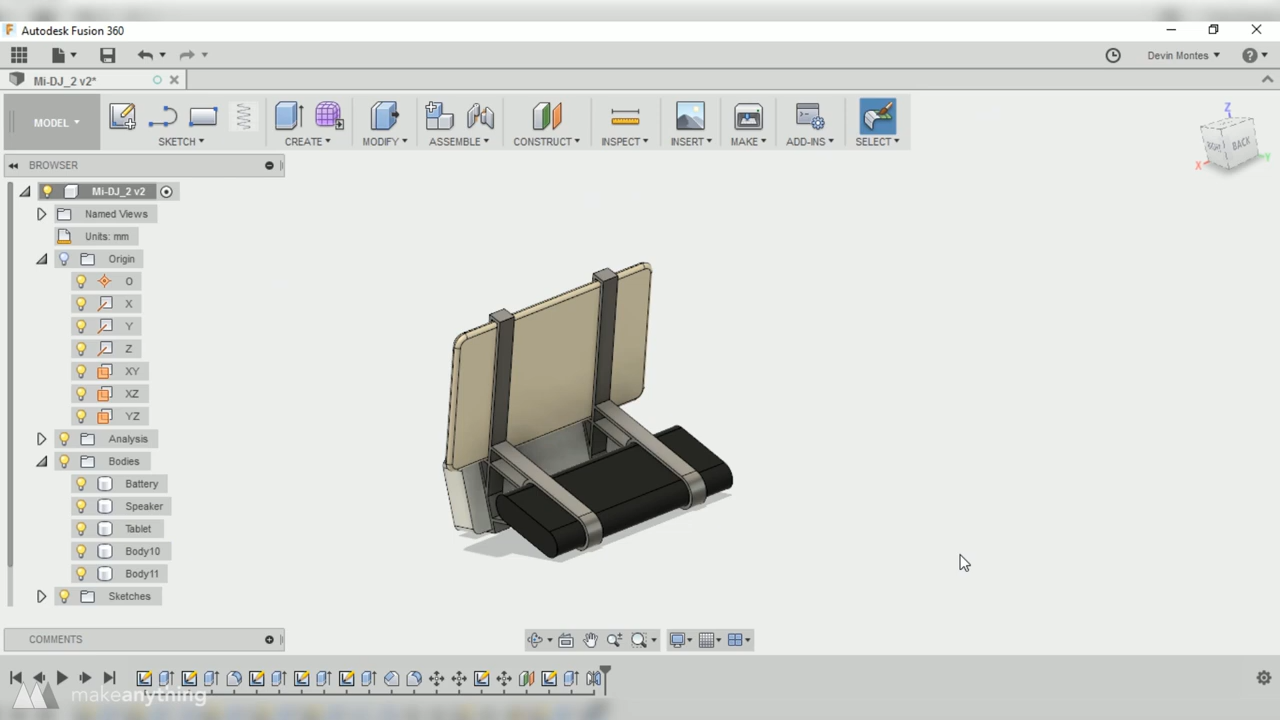 Autodesk Fusion 360
Devin Montes
Mi-DJ_2 v2*
MODEL
SKETCH
CREATE
MODIFY
ASSEMBLE
CONSTRUCT
INSPECT
INSERT
MAKE
ADD-INS
SELECT
BROWSER
Z
BACK
X
Y
Mi-DJ_2 v2
Named Views
Units: mm
Origin
O
X
Y
Z
XY
XZ
YZ
Analysis
Bodies
Battery
Speaker
Tablet
Body10
Body11
Sketches
COMMENTS
makeanything